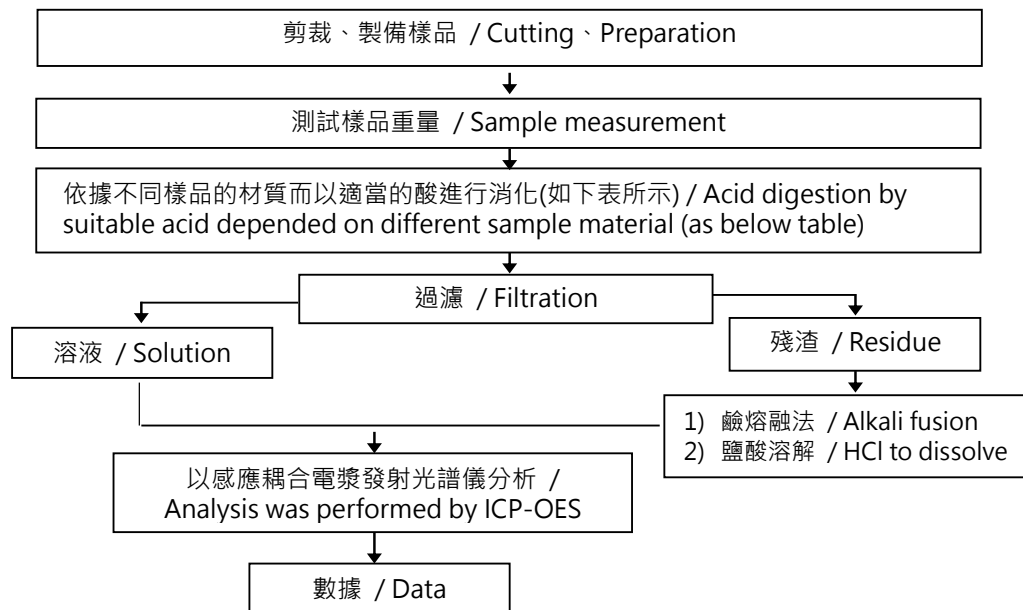 剪裁、製備樣品 / Cutting、Preparation
測試樣品重量 / Sample measurement
依據不同樣品的材質而以適當的酸進行消化(如下表所示) / Acid digestion by
suitable acid depended on different sample material (as below table)
過濾 / Filtration
溶液 / Solution
殘渣 / Residue
1) 鹼熔融法 / Alkali fusion
2) 鹽酸溶解 / HCl to dissolve
以感應耦合電漿發射光譜儀分析 /
Analysis was performed by ICP-OES
數據 / Data